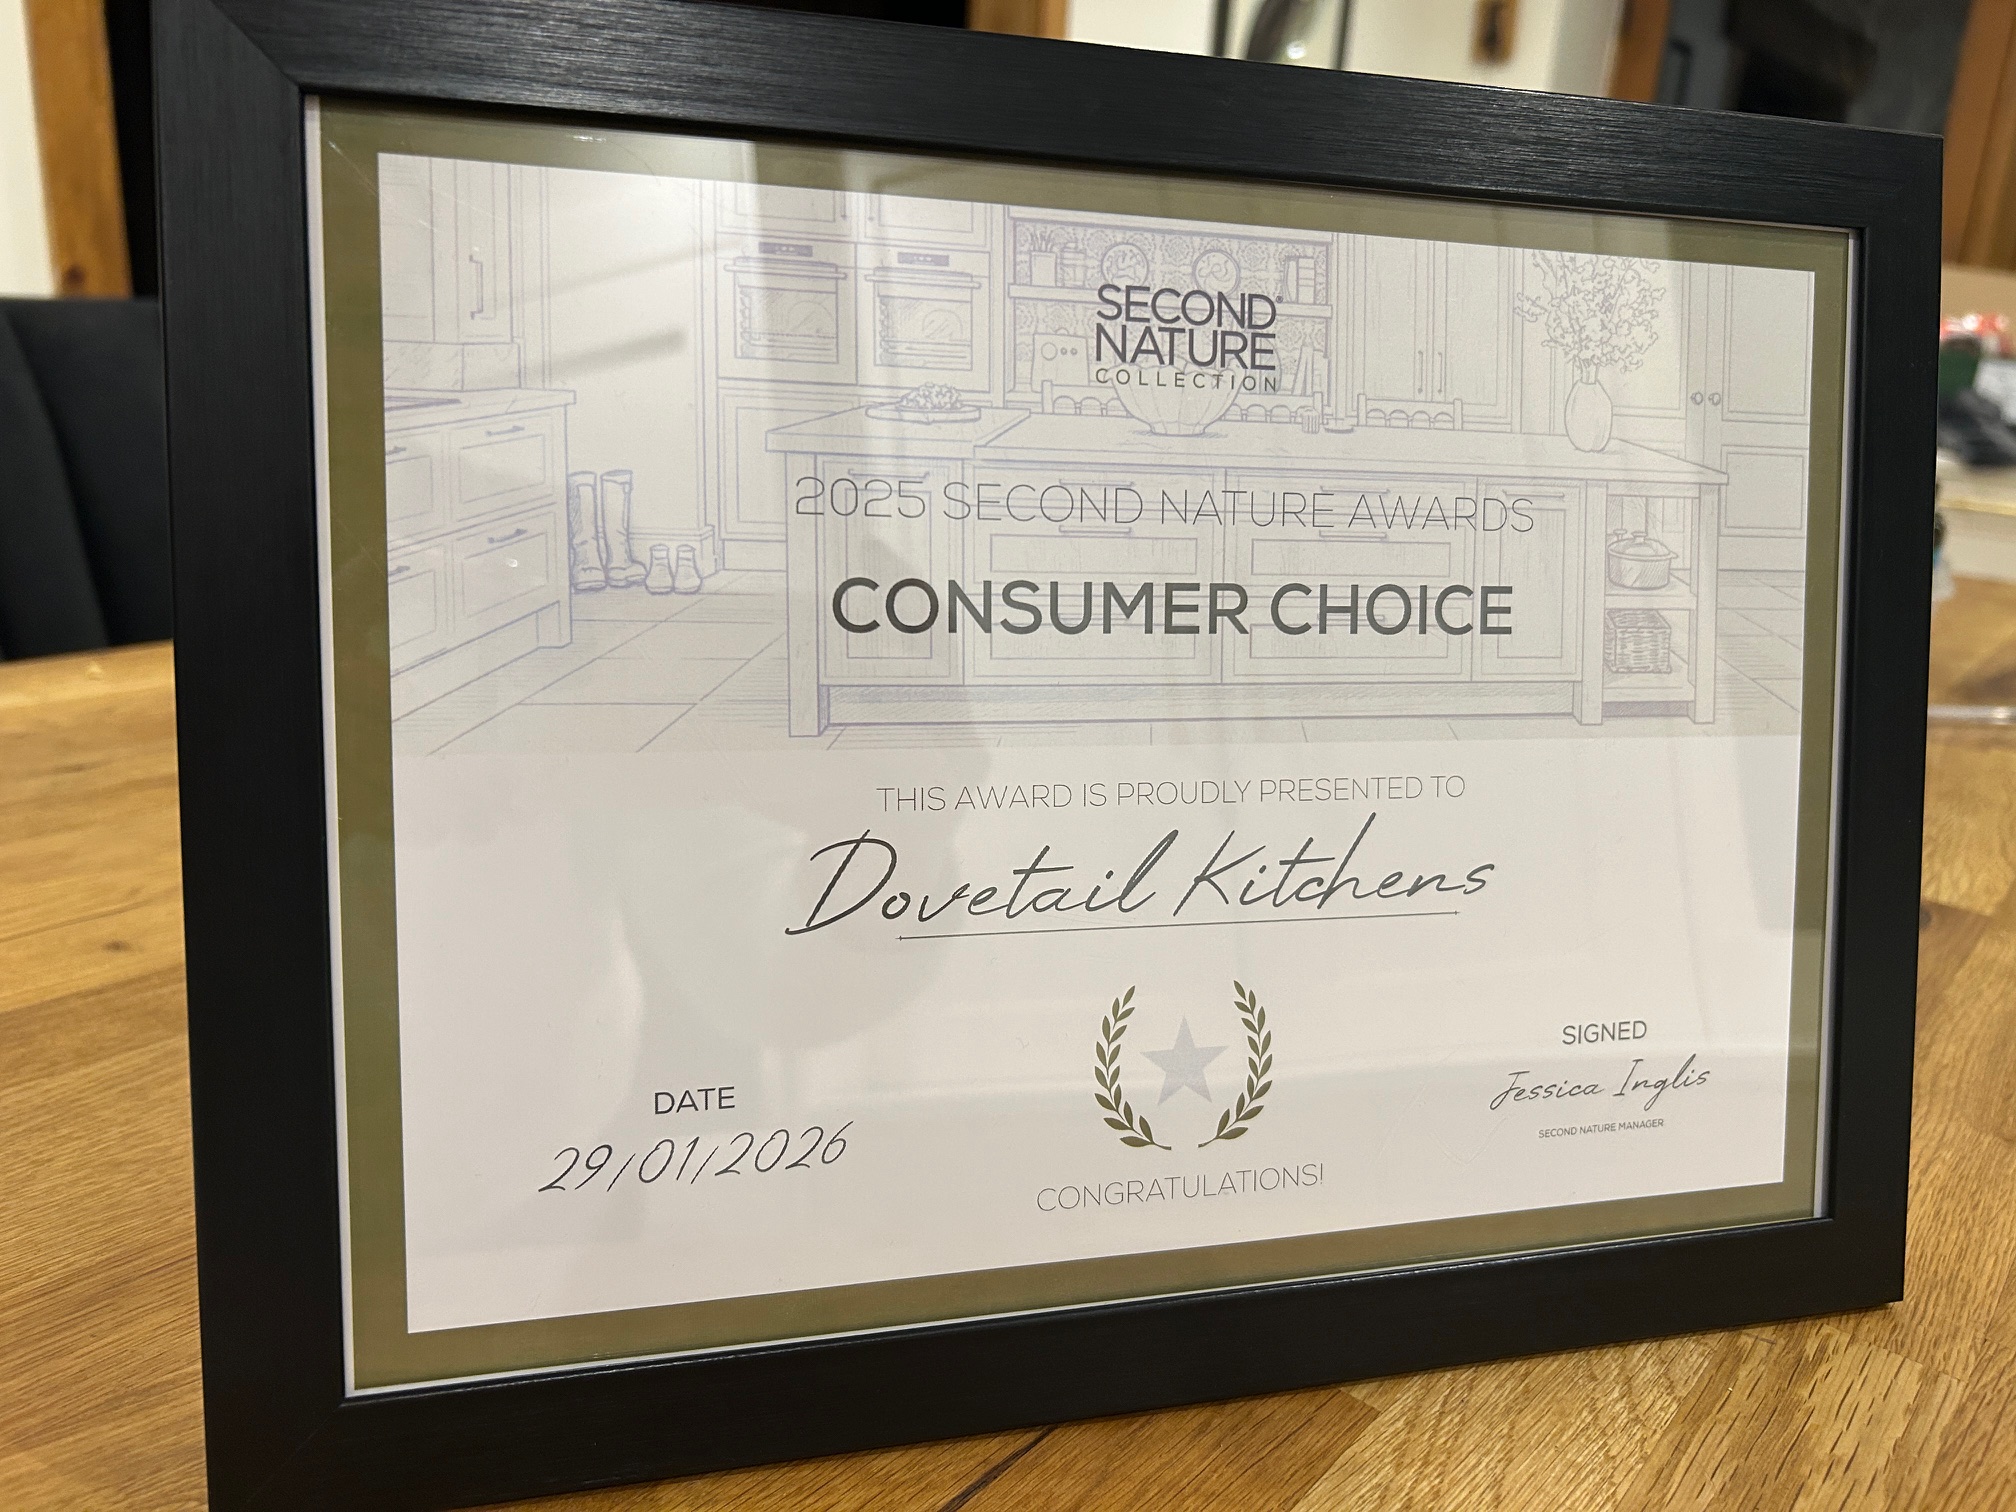 SECOND®
NATURE
COLLECTION
2025 SECOND NATURE AWARDS
CONSUMER CHOICE
THIS AWARD IS PROUDLY PRESENTED TO
Dovetail Kitchens
DATE
29/01/2026
CONGRATULATIONS!
SIGNED
Jessica Inglis
SECOND NATURE MANAGER